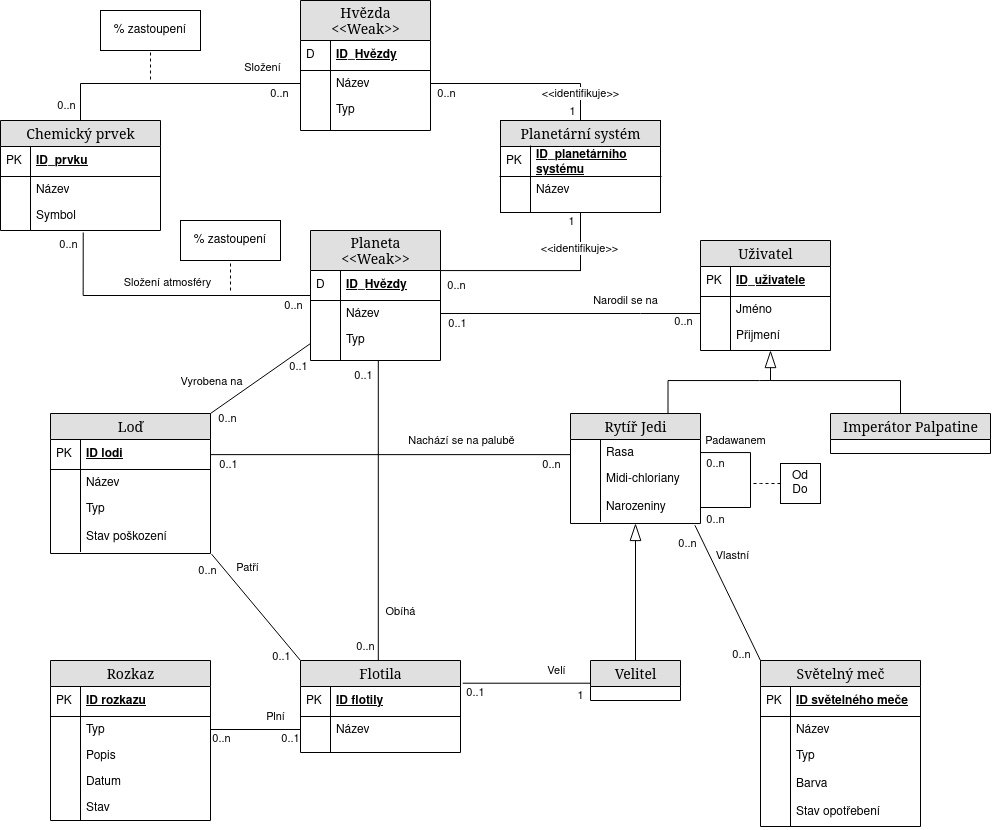 Hvězda
<<Weak>>
D ID_Hvězdy
Název
Typ
% zastoupení
Složení
0..n
0..n
0..n
<<identifikuje>>
1
Chemický prvek
PK ID_prvku
Název
Symbol
0..n
Planetární systém
PK ID_planetárního
systému
Název
1
<<identifikuje>>
0..n
% zastoupení
Složení atmosféry
0..n
Planeta
<<Weak>>
D ID_Hvězdy
Název
Typ
Uživatel
PK ID_uživatele
Jméno
Přijmení
Narodil se na
0..1
0..n
Vyrobena na
0..1
0..n
0..1
Loď
PK ID lodi
Název
Typ
Stav poškození
Nachází se na palubě
0..1
0..n
Rytíř Jedi
Rasa
Midi-chloriany
Narozeniny
Imperátor Palpatine
Padawanem
0..n
0..n
Od
Do
0..n
Vlastní
0..n
0..n
Patří
0..1
Obíhá
0..n
Rozkaz
PK ID rozkazu
Typ
Popis
Datum
Stav
Plní
0..n
0..1
Flotila
PK ID flotily
Název
Velí
0..1
1
Velitel
Světelný meč
PK ID světelného meče
Název
Typ
Barva
Stav opotřebení